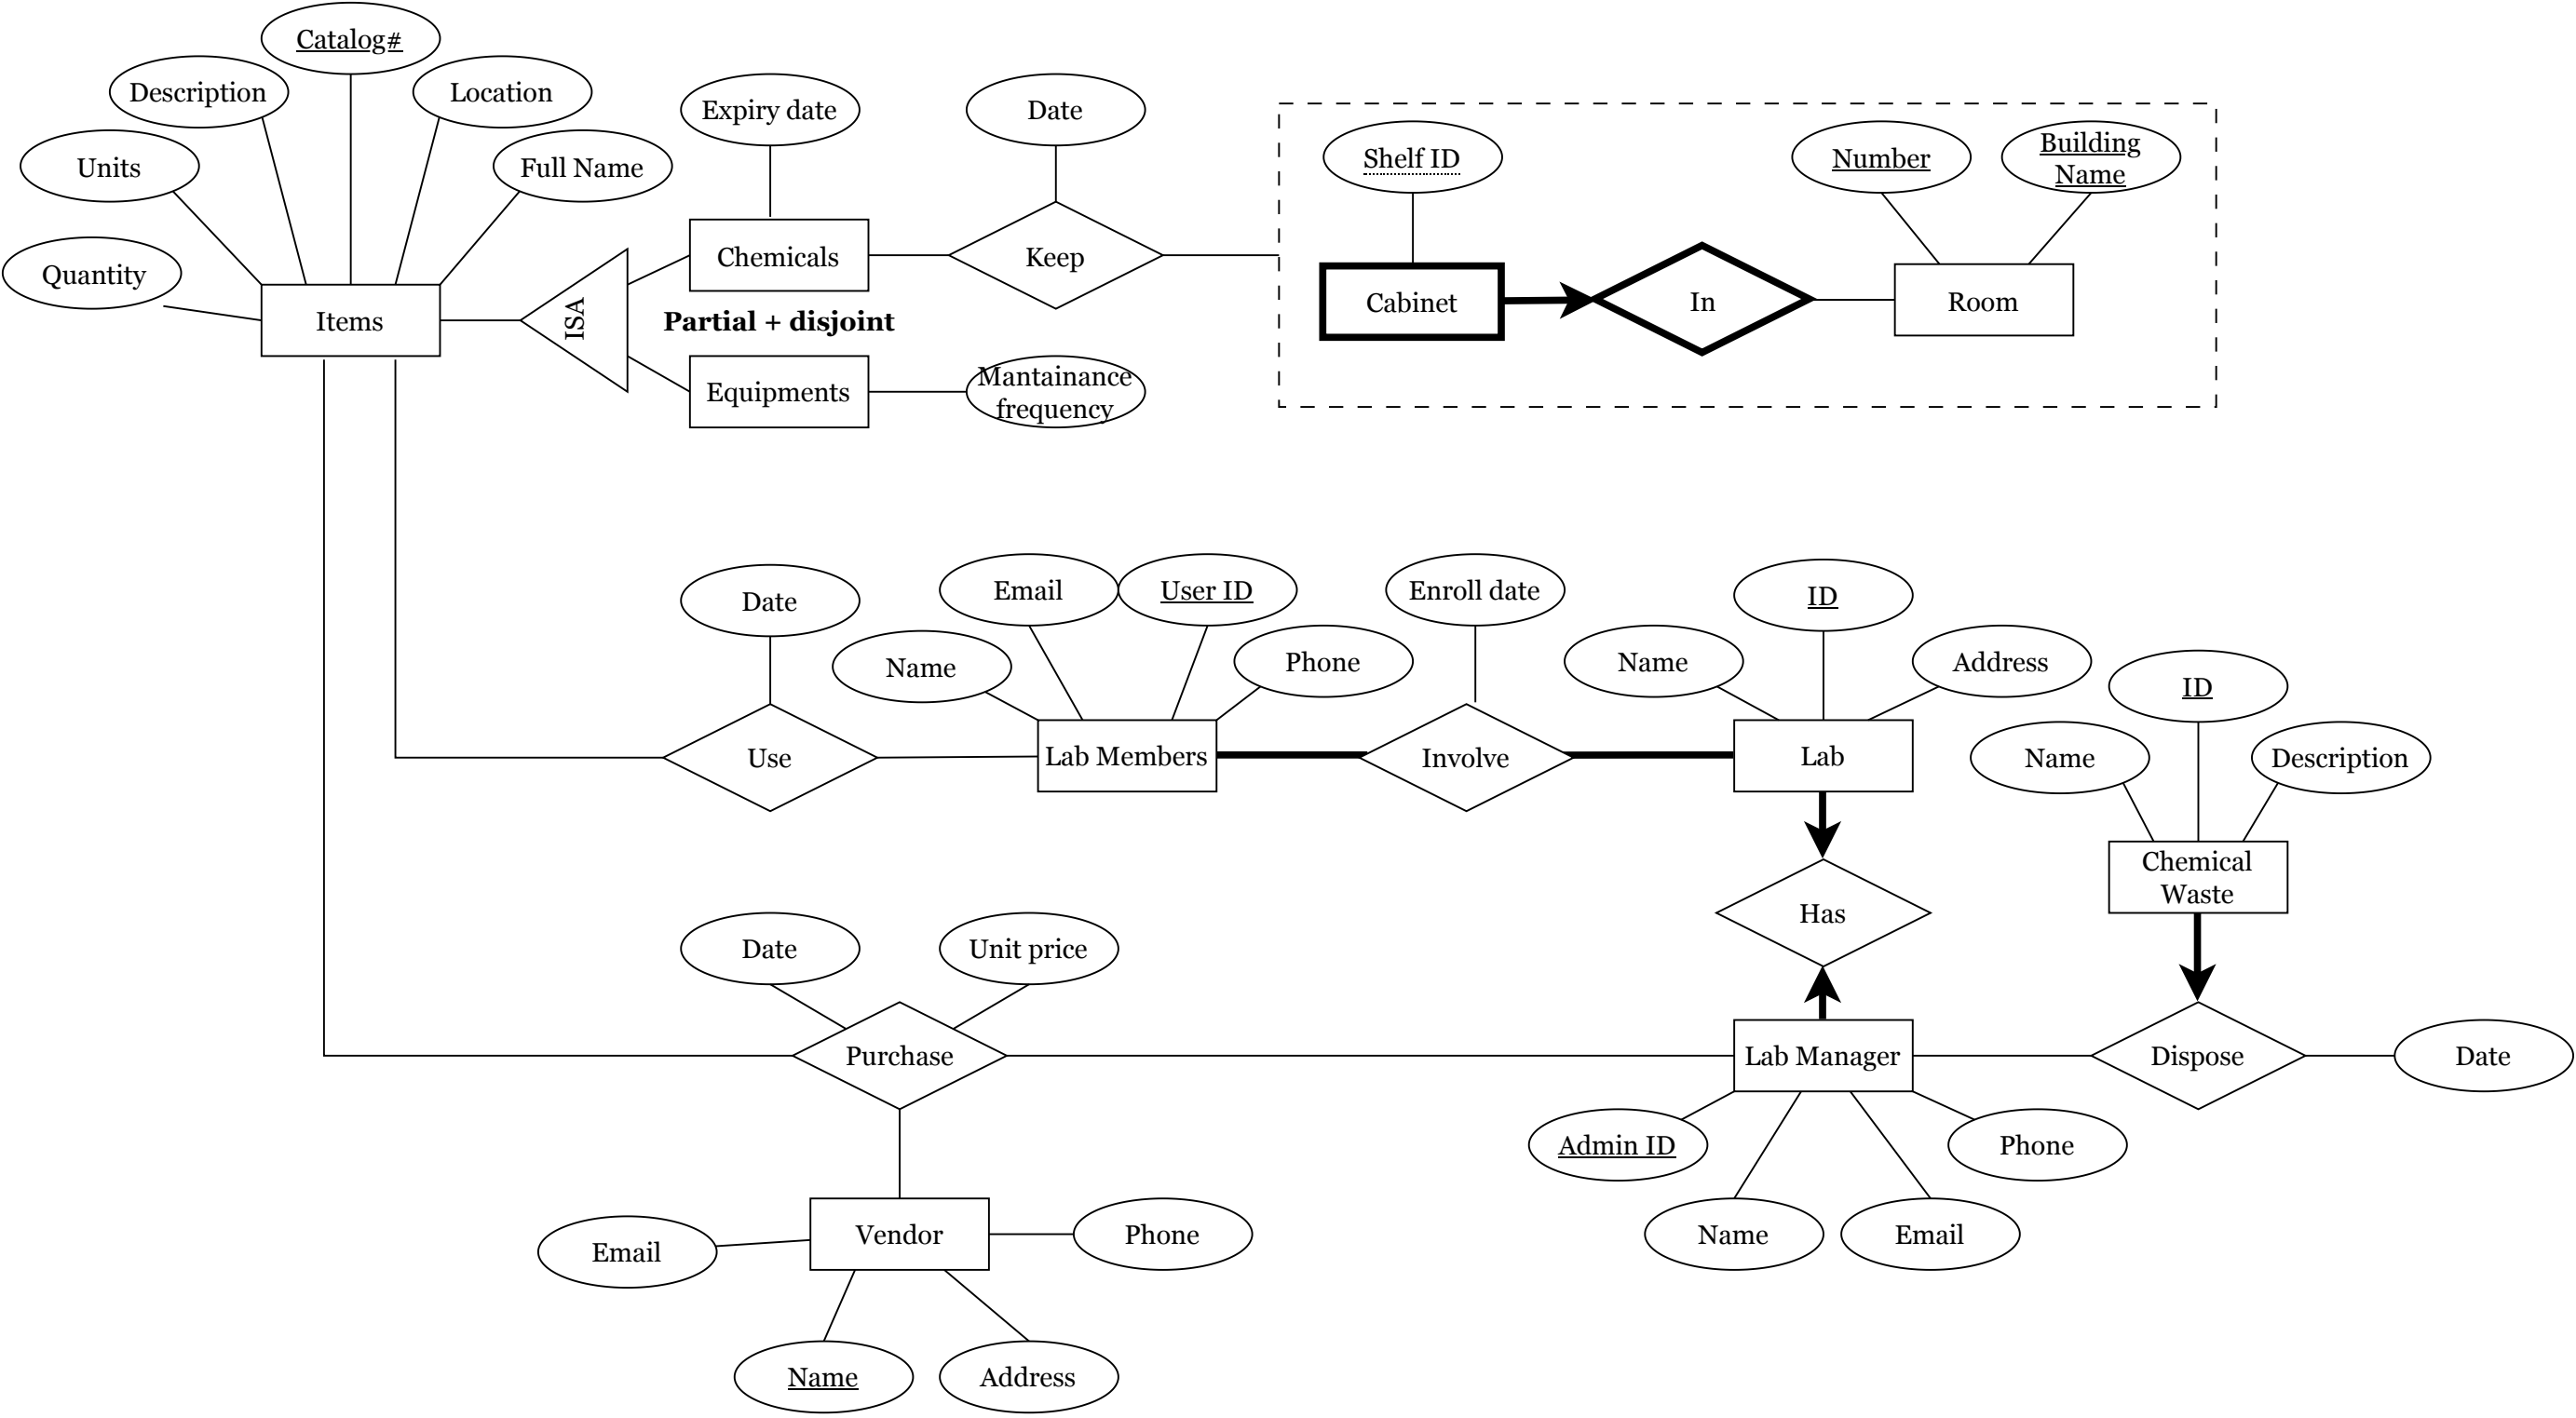 Catalog#
Description
Location
Units
Full Name
Quantity
Items
ISA
Expiry date
Date
Chemicals
Keep
Partial + disjoint
Equipments
Mantainance
frequency
Shelf ID
Number
Building
Name
Cabinet
In
Room
Date
Email
User ID
Enroll date
ID
Name
Phone
Name
Address
Use
Lab Members
Involve
Lab
ID
Name
Description
Chemical
Waste
Has
Date
Unit price
Purchase
Lab Manager
Dispose
Date
Admin ID
Phone
Name
Email
Email
Vendor
Phone
Name
Address